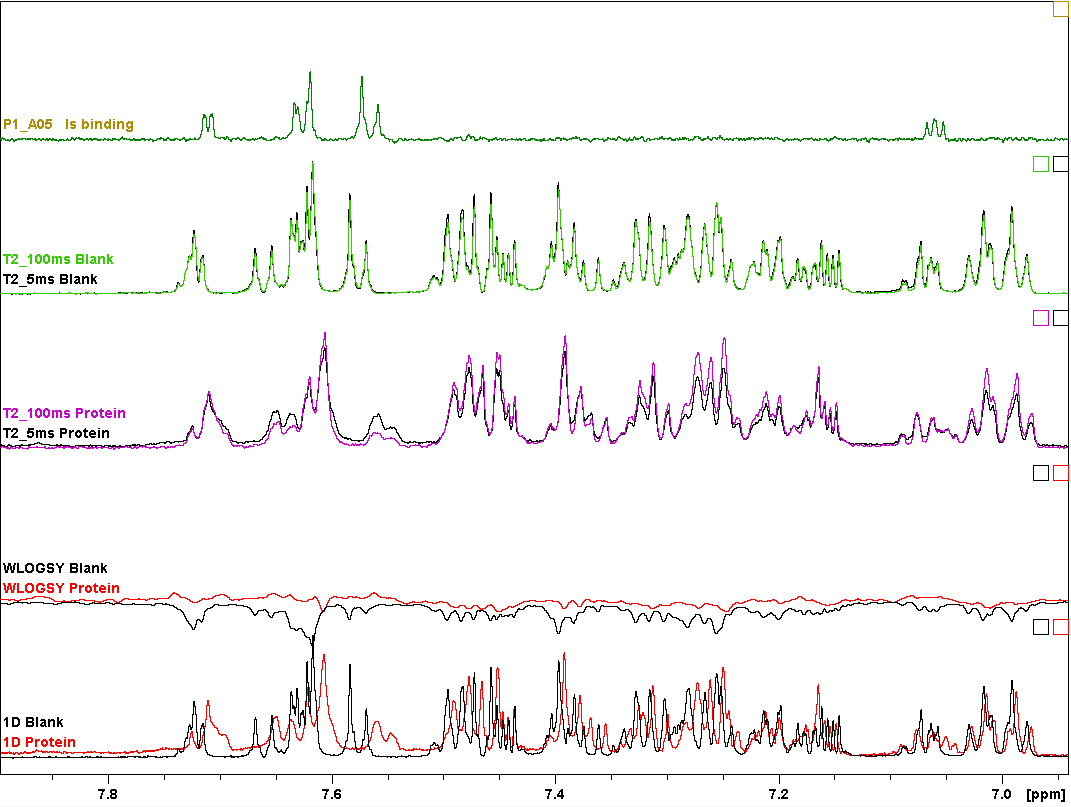 P1_A05 Is binding
T2_100ms Blank
T2_5ms Blank
T2_100ms Protein
T2_5ms Protein
WLOGSY Blank
WLOGSY Protein
1D Blank
1D Protein
7.8 7.6 7.4 7.2 7.0 [ppm]